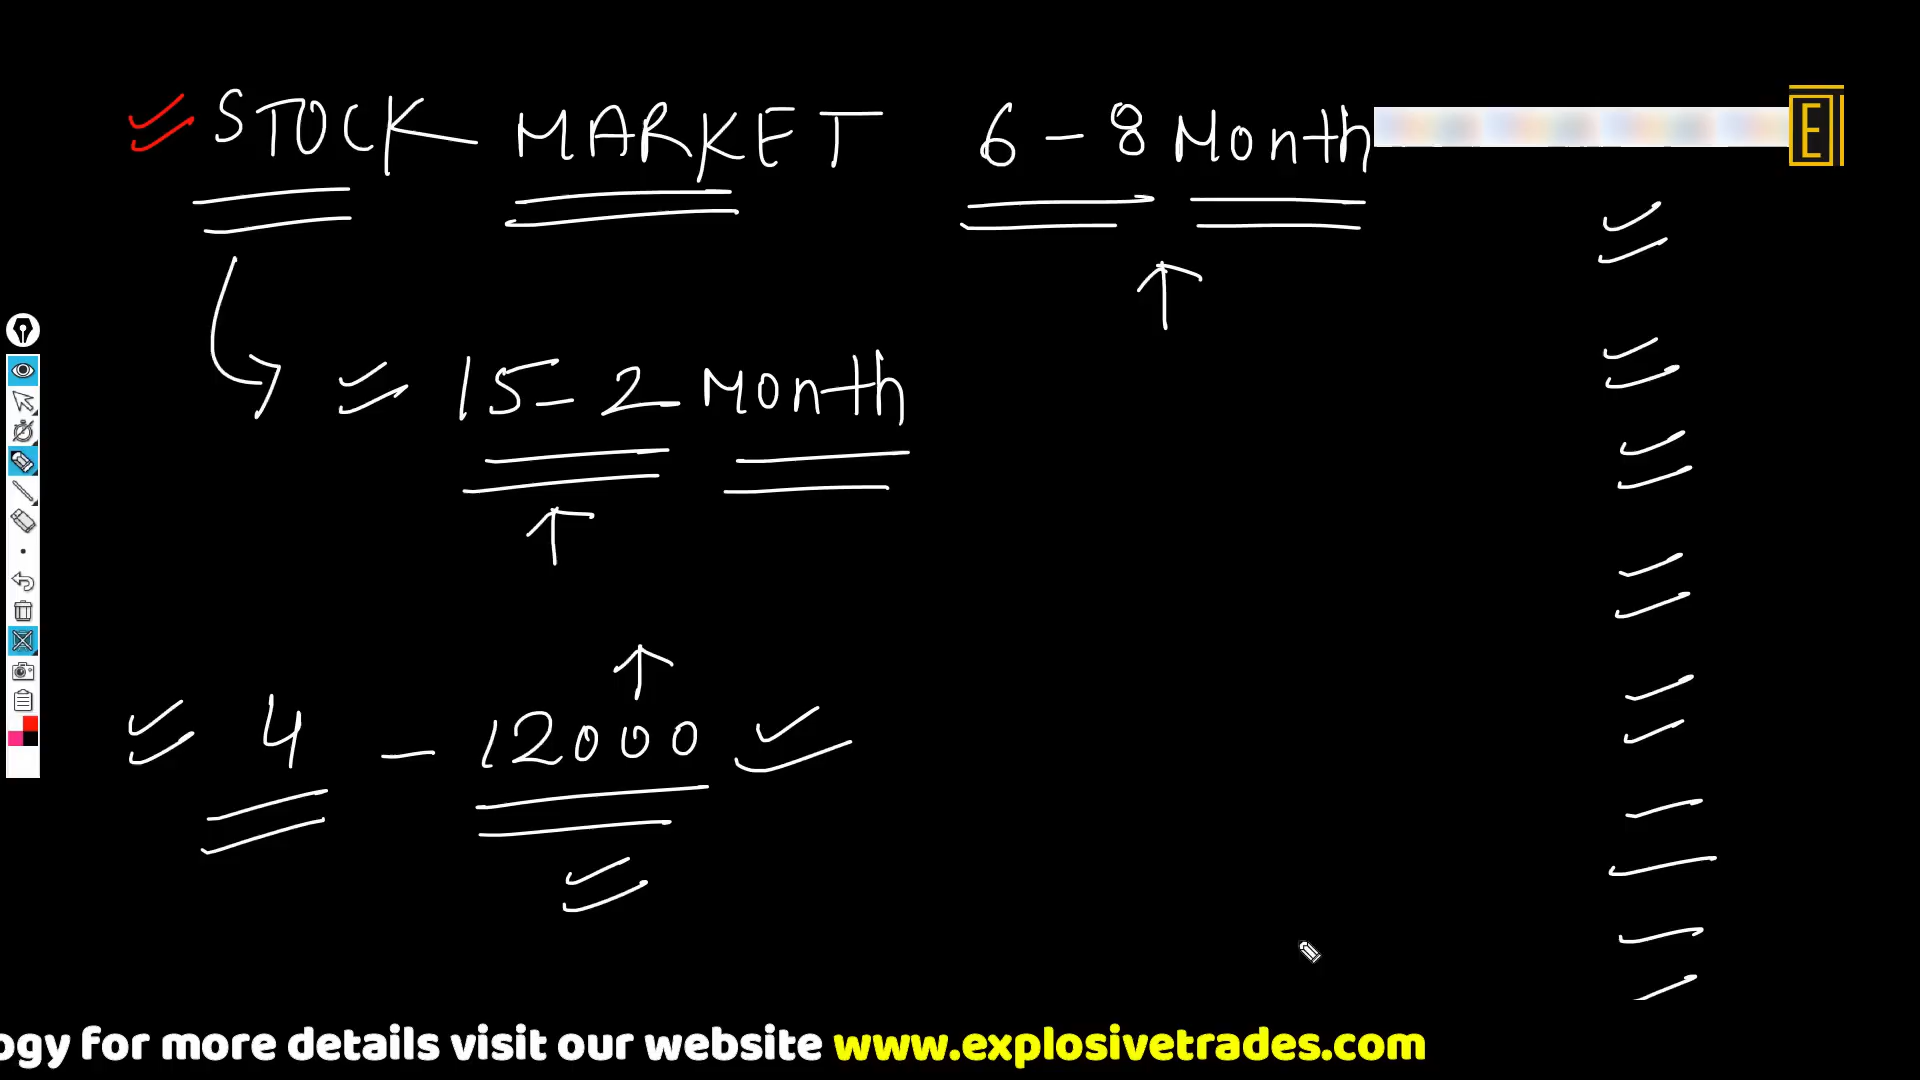 STOCK MARKET 6 - 8 Month
E
15 - 2 Month
4 - 12000
ogy for more details visit our website www.explosivetrades.com